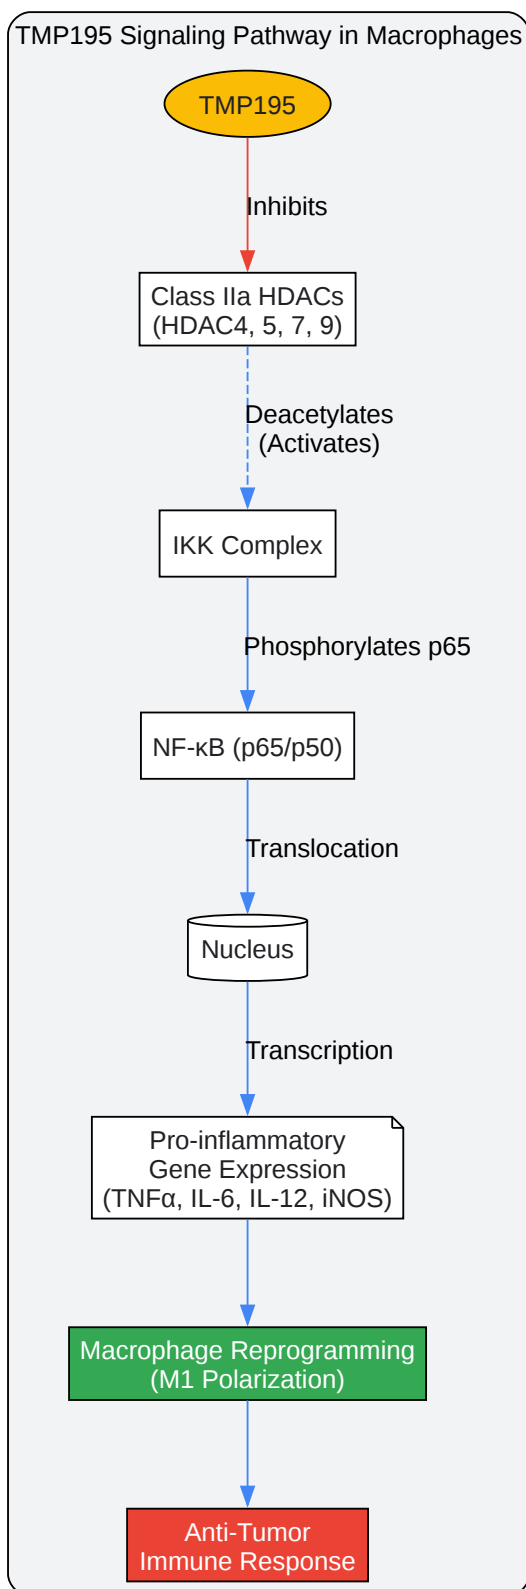 TMP195 Signaling Pathway in Macrophages
TMP195
Inhibits
Class IIa HDACs
(HDAC4, 5, 7, 9)
Deacetylates
(Activates)
IKK Complex
Phosphorylates p65
NF-κB (p65/p50)
Translocation
Nucleus
Transcription
Pro-inflammatory
Gene Expression
(TNFα, IL-6, IL-12, iNOS)
Macrophage Reprogramming
(M1 Polarization)
Anti-Tumor
Immune Response